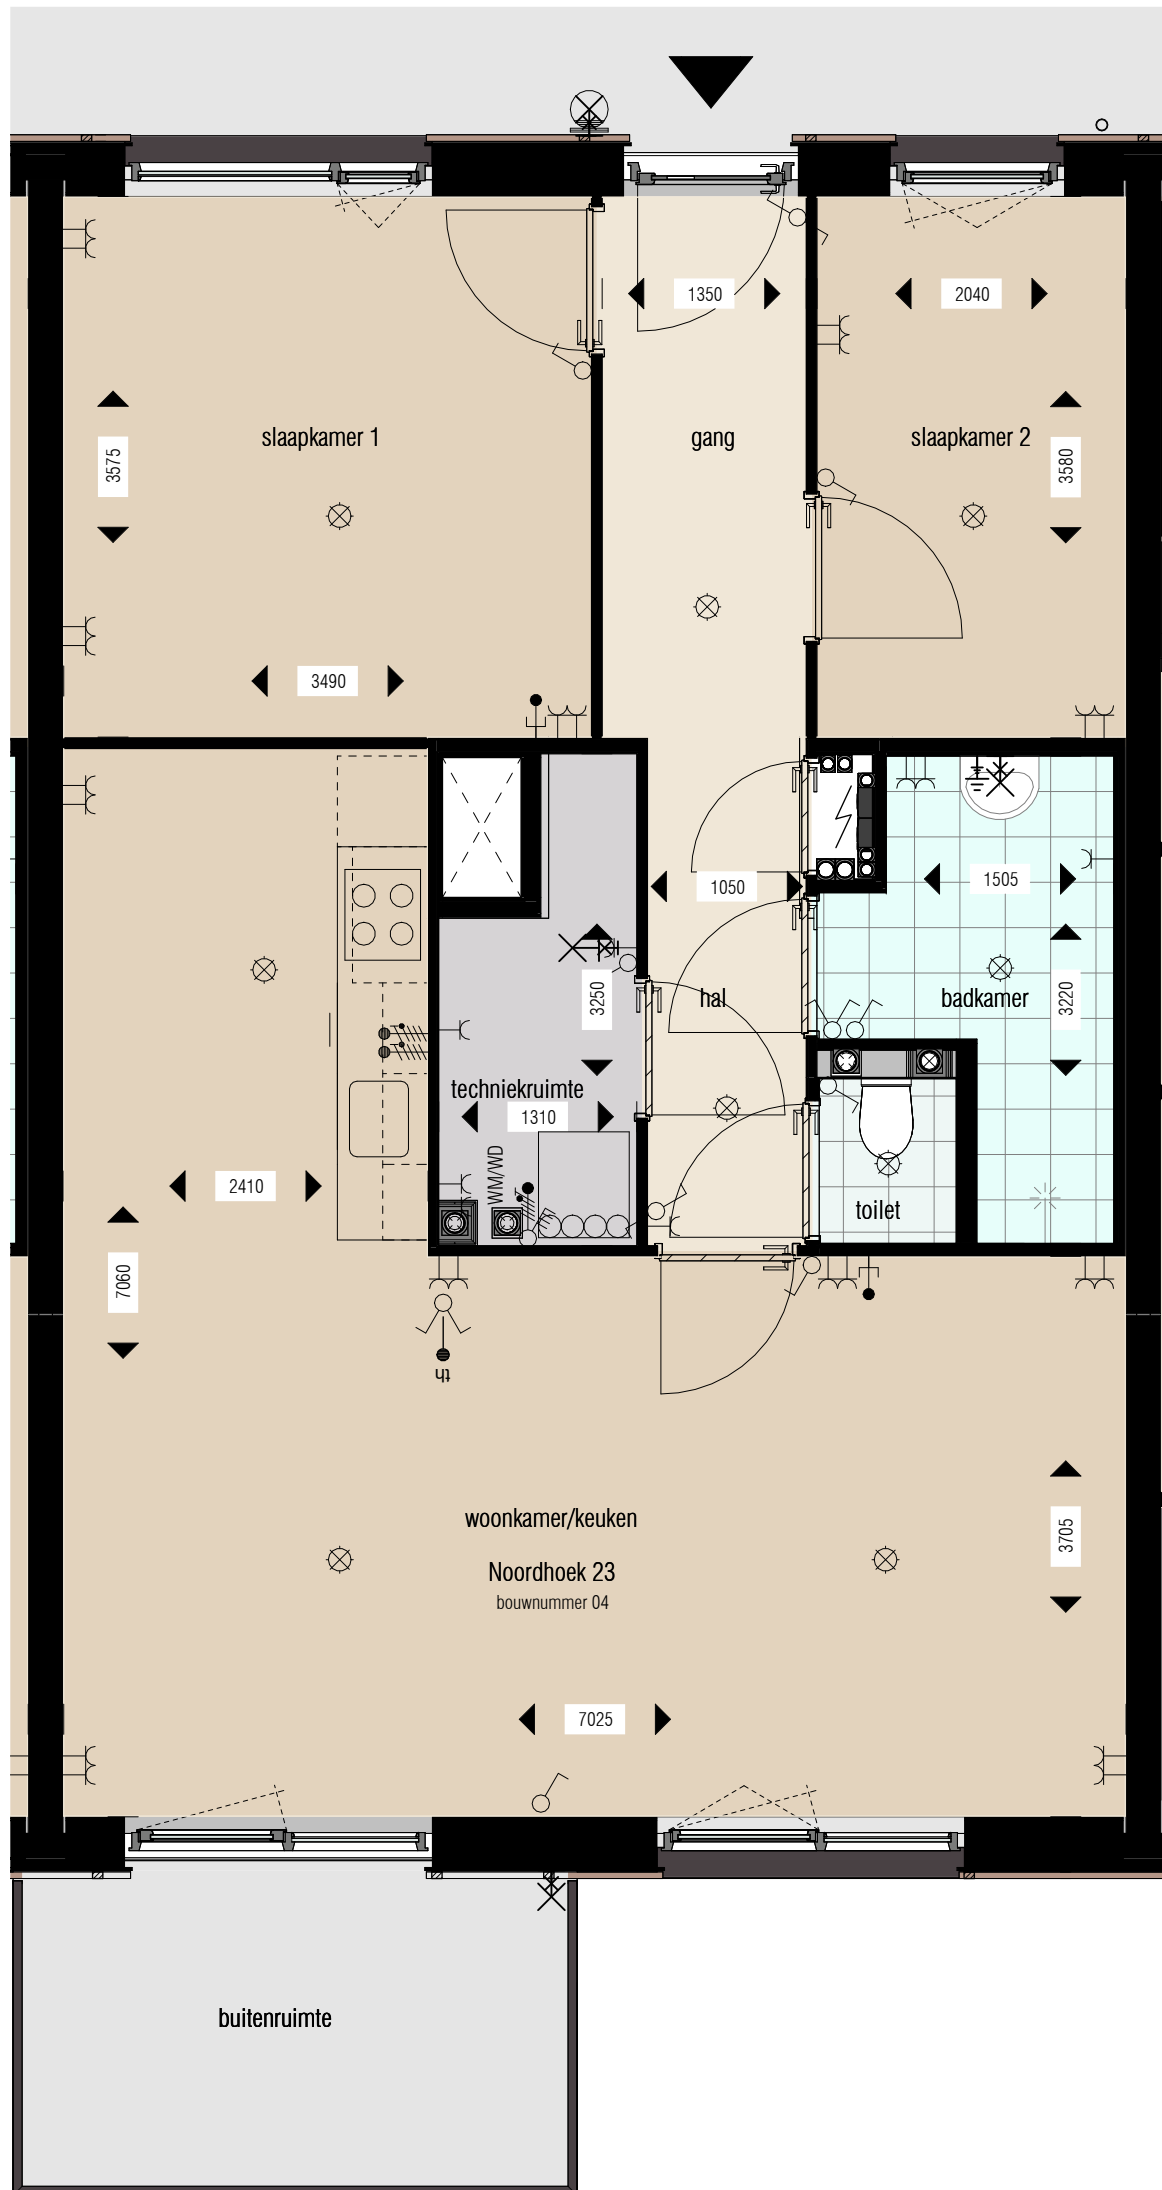 1350
2040
slaapkamer 1
gang
slaapkamer 2
3575
3580
3490
1050
1505
3250
hal
badkamer
3220
techniekruimte
1310
WM/WD
2410
toilet
7060
th
woonkamer/keuken
Noordhoek 23
bouwnummer 04
3705
7025
buitenruimte